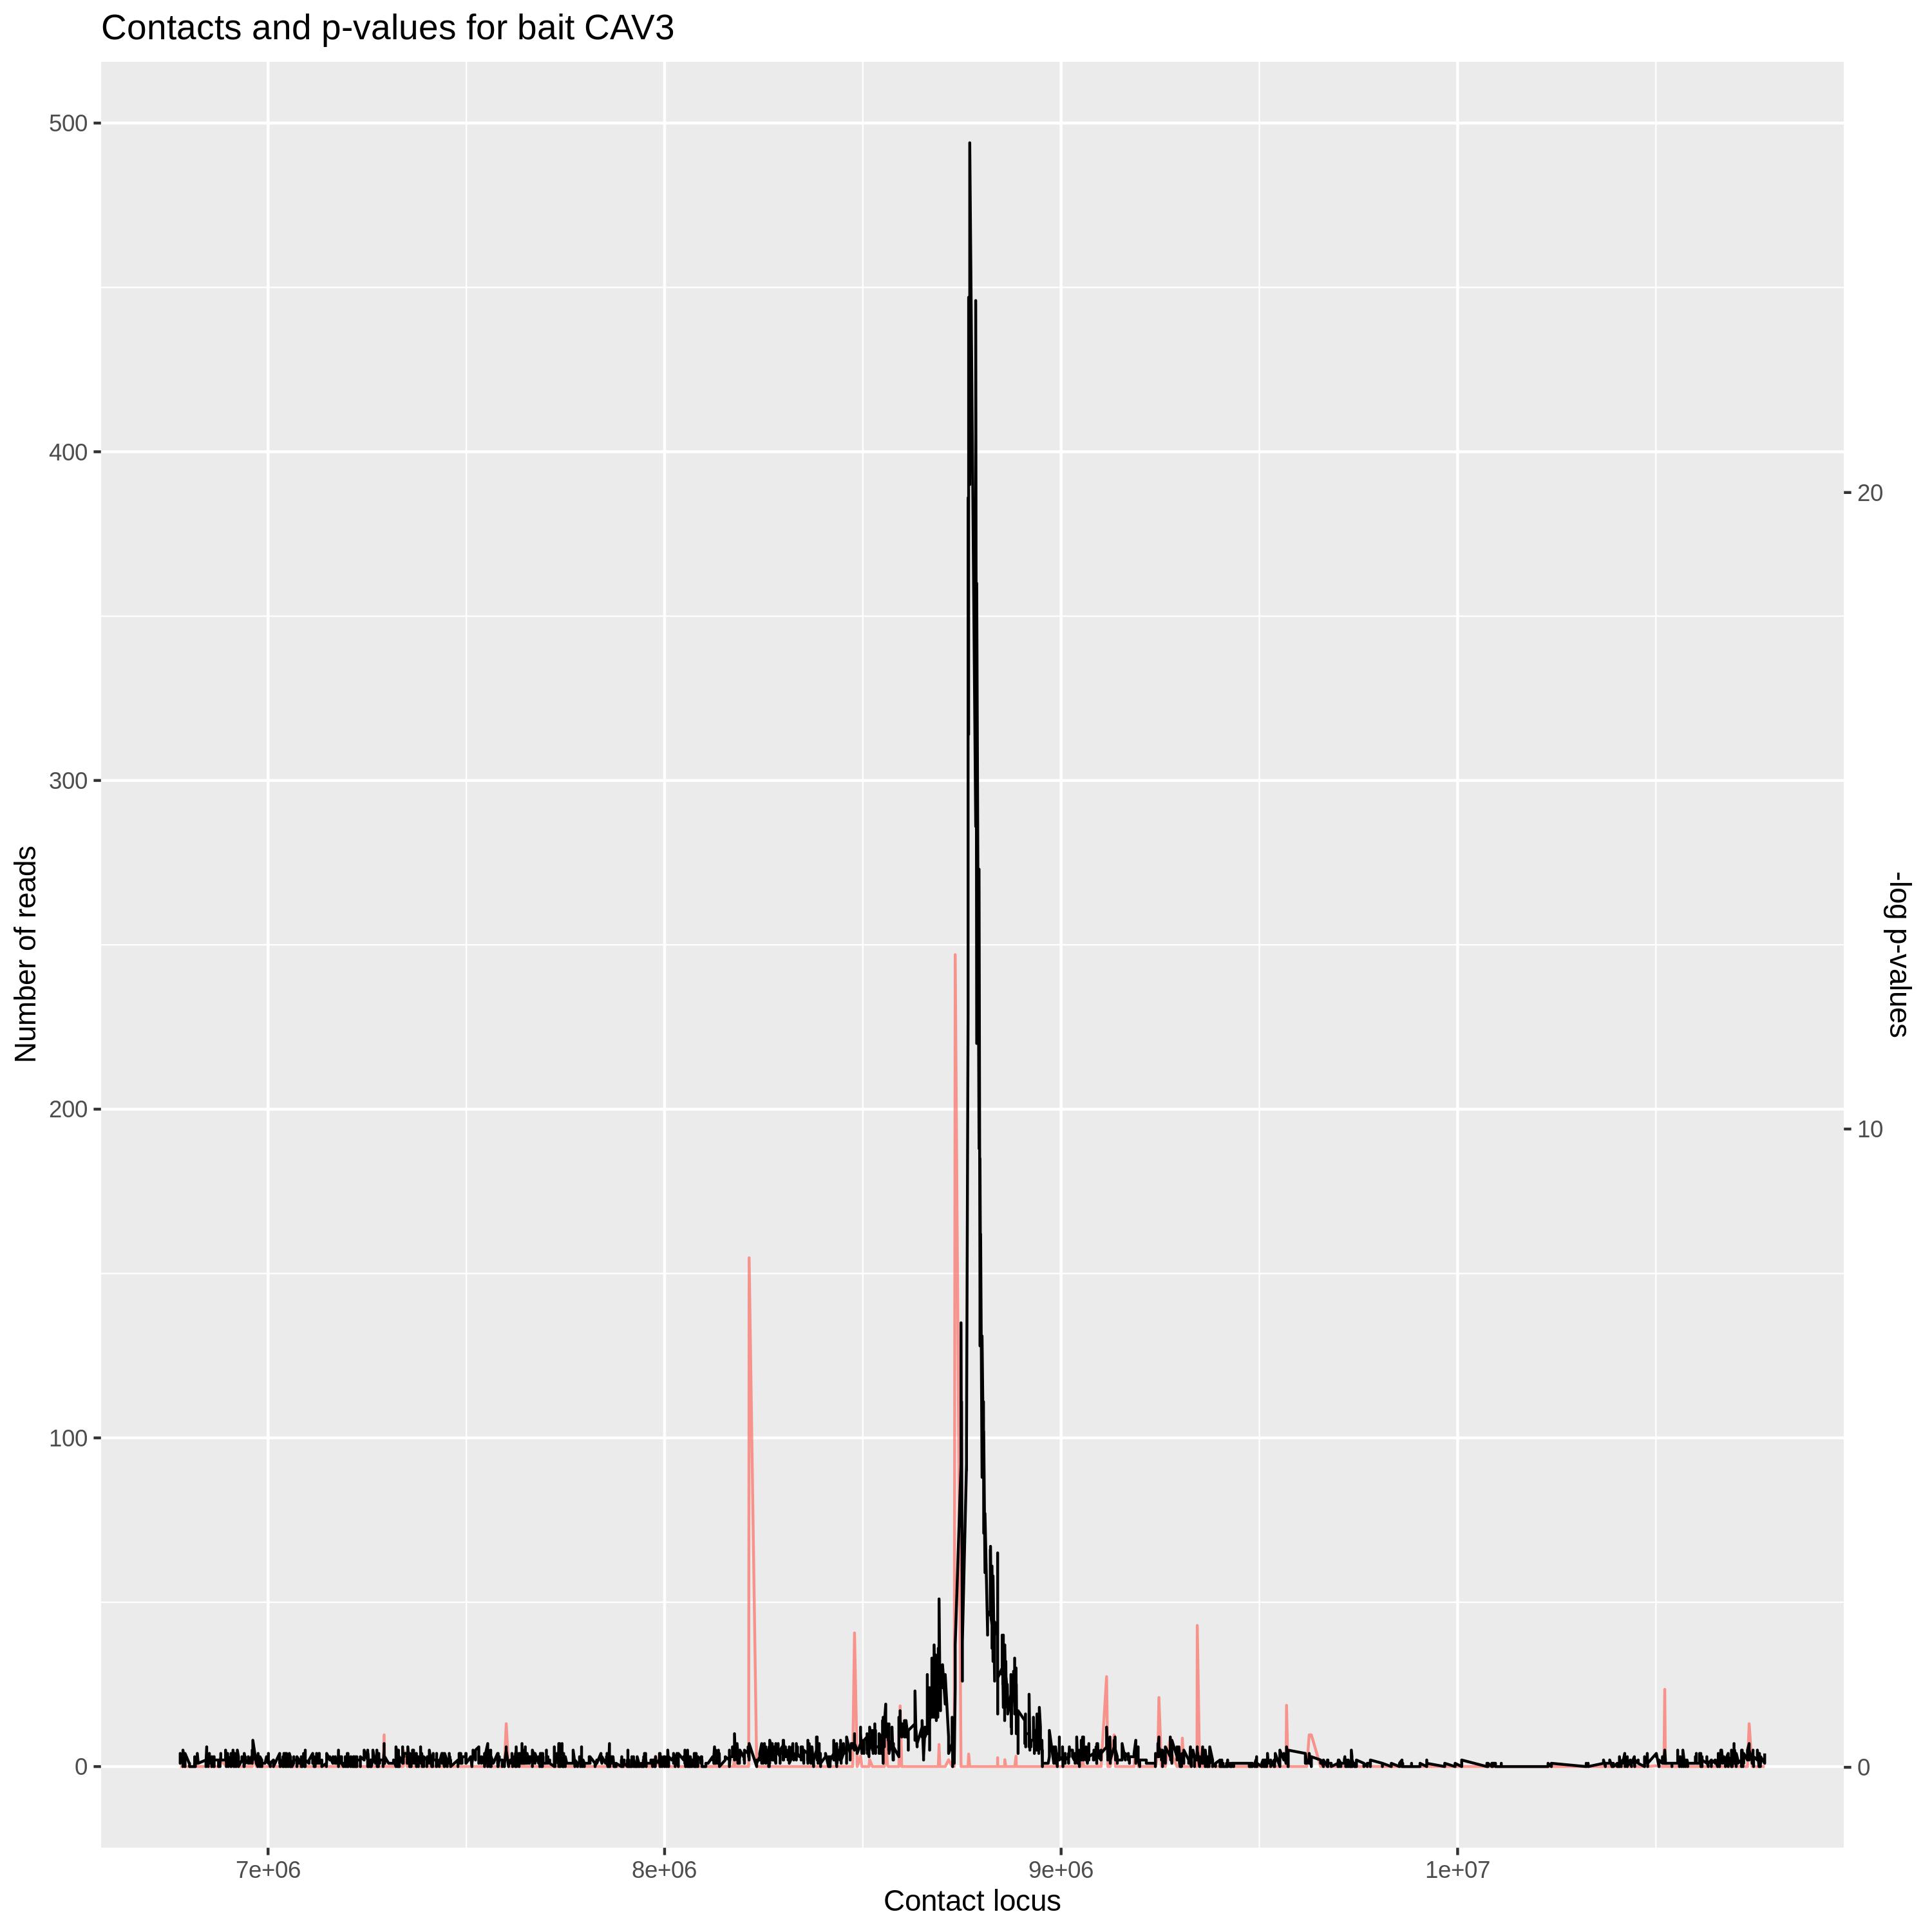 Contacts and p-values for bait CAV3
500
400
300
200
100
0
Number of reads
20
10
0
-log p-values
7e+06
8e+06
9e+06
1e+07
Contact locus